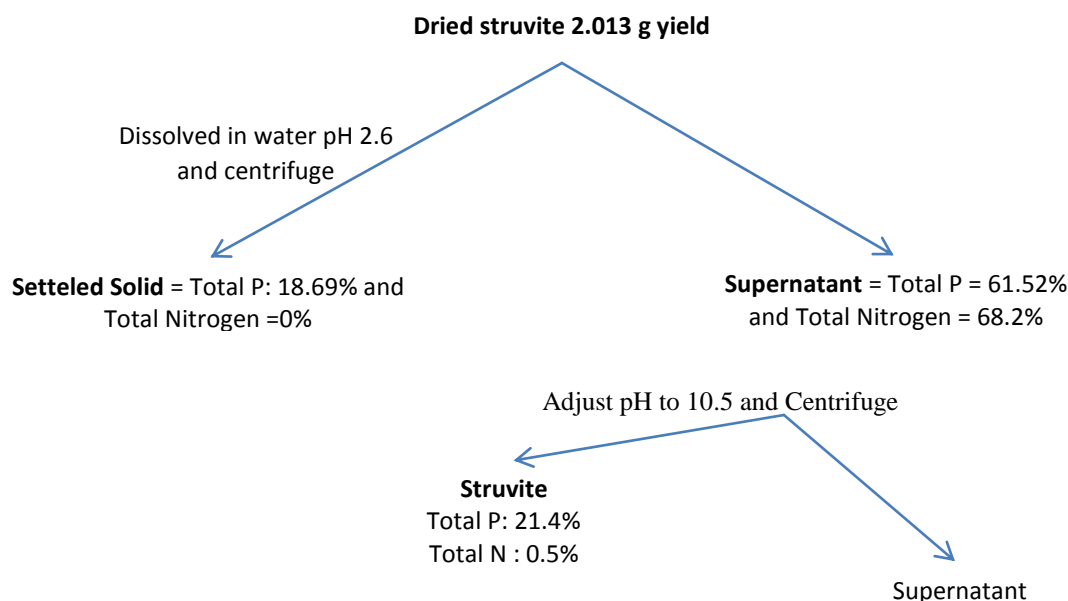 Dried struvite 2.013 g yield
Dissolved in water pH 2.6
and centrifuge
Setteled Solid = Total P: 18.69% and
Total Nitrogen =0%
Supernatant = Total P = 61.52%
and Total Nitrogen = 68.2%
Adjust pH to 10.5 and Centrifuge
Struvite
Total P: 21.4%
Total N : 0.5%
Supernatant